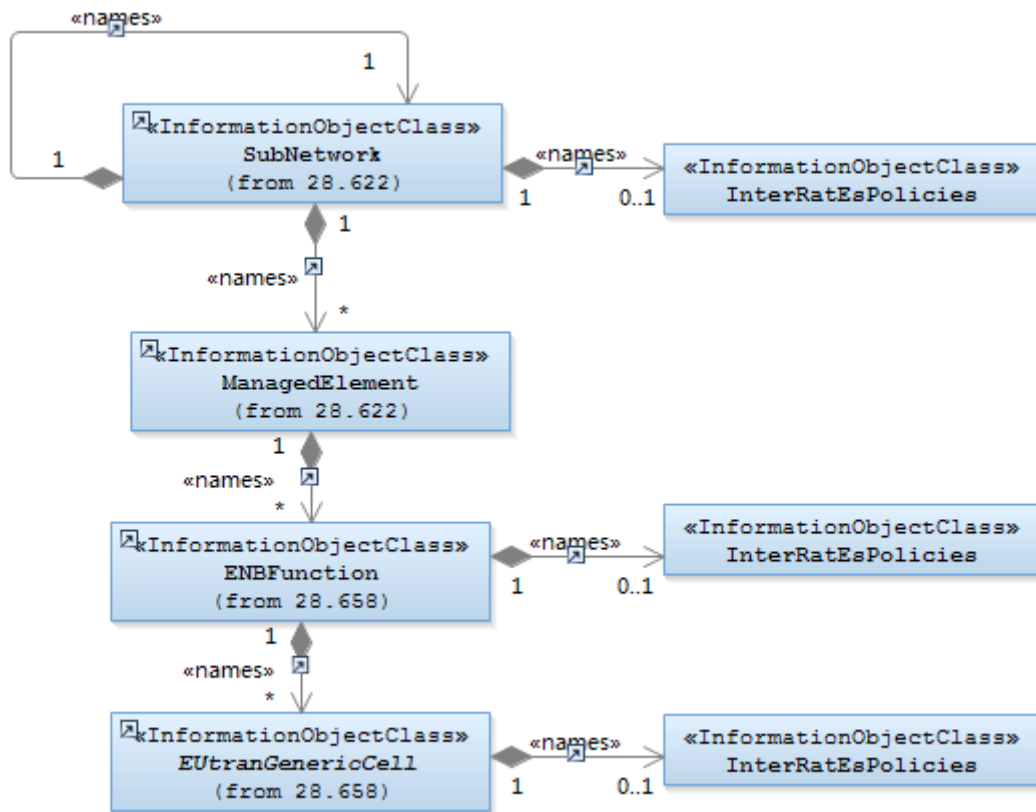 «names»
1
1
«InformationObjectClass»
SubNetwork
(from 28.622)
«names»
1
0..1
«InformationObjectClass»
InterRatEsPolicies
1
«names»
*
«InformationObjectClass»
ManagedElement
(from 28.622)
1
«names»
*
«InformationObjectClass»
ENBFunction
(from 28.658)
«names»
1
0..1
«InformationObjectClass»
InterRatEsPolicies
1
«names»
*
«InformationObjectClass»
EUtranGenericCell
(from 28.658)
«names»
1
0..1
«InformationObjectClass»
InterRatEsPolicies